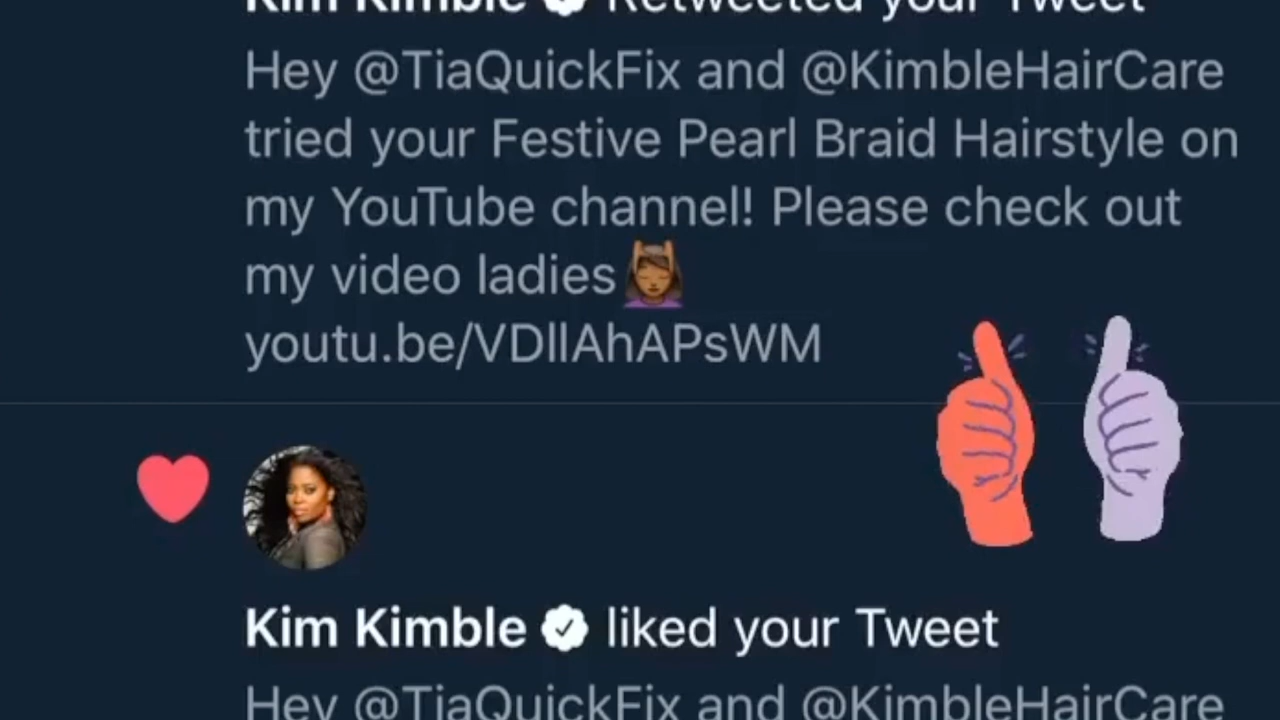 Kim Kimble Retweeted your Tweet
Hey @TiaQuickFix and @KimbleHairCare
tried your Festive Pearl Braid Hairstyle on
my YouTube channel! Please check out
my video ladies💆🏾‍♀️
youtu.be/VDllAhAPsWM
Kim Kimble liked your Tweet
Hey @TiaQuickFix and @KimbleHairCare